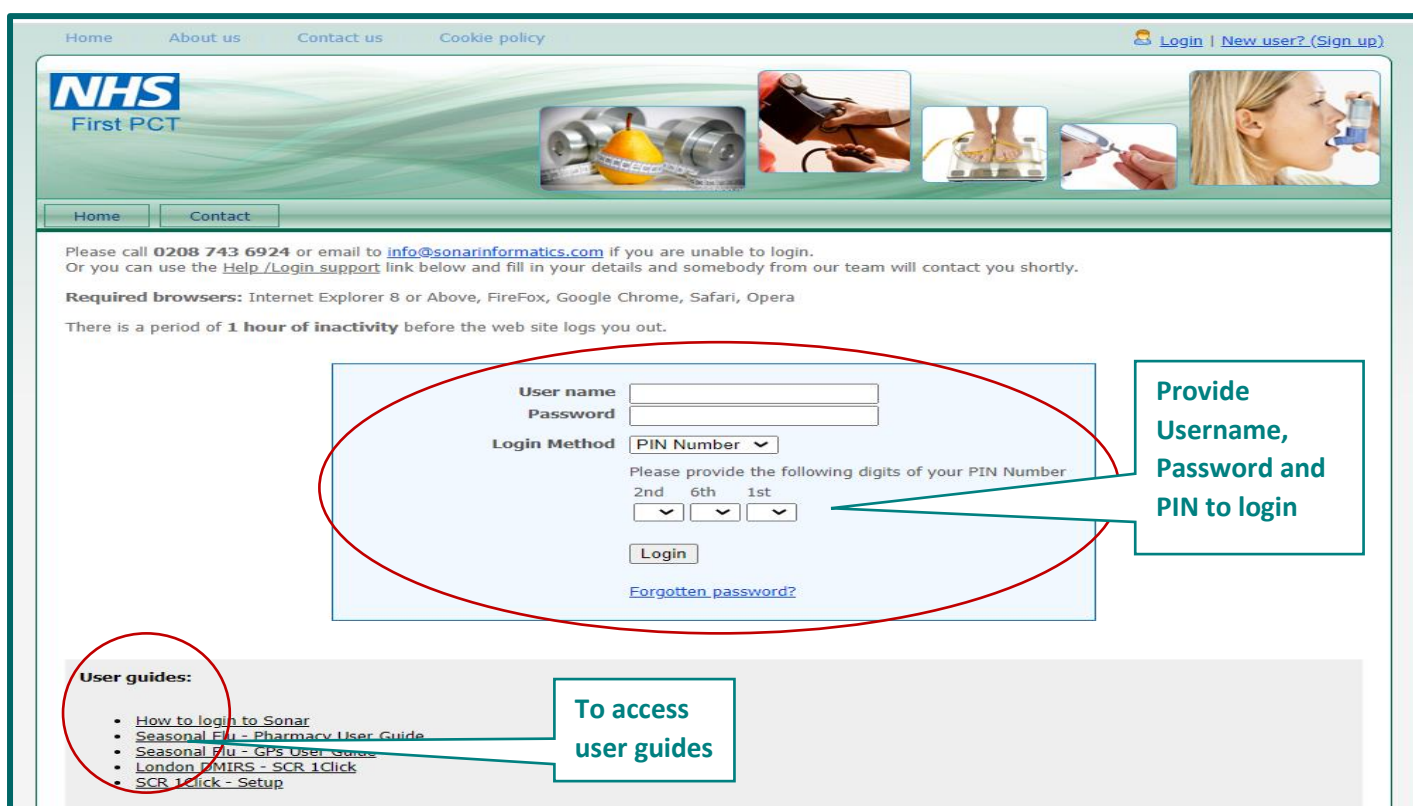 Home About us Contact us Cookie policy Login | New user? (Sign up)
NHS
First PCT
Home Contact
Please call 0208 743 6924 or email to info@sonarinformatics.com if you are unable to login.
Or you can use the Help /Login support link below and fill in your details and somebody from our team will contact you shortly.
Required browsers: Internet Explorer 8 or Above, FireFox, Google Chrome, Safari, Opera
There is a period of 1 hour of inactivity before the web site logs you out.
User name
Password
Login Method PIN Number
Please provide the following digits of your PIN Number
2nd 6th 1st
Login
Forgotten password?
Provide
Username,
Password and
PIN to login
User guides:
• How to login to Sonar
• Seasonal Flu - Pharmacy User Guide
• Seasonal Flu - GPs User Guide
• London DMIRS - SCR 1Click
• SCR 1Click - Setup
To access
user guides